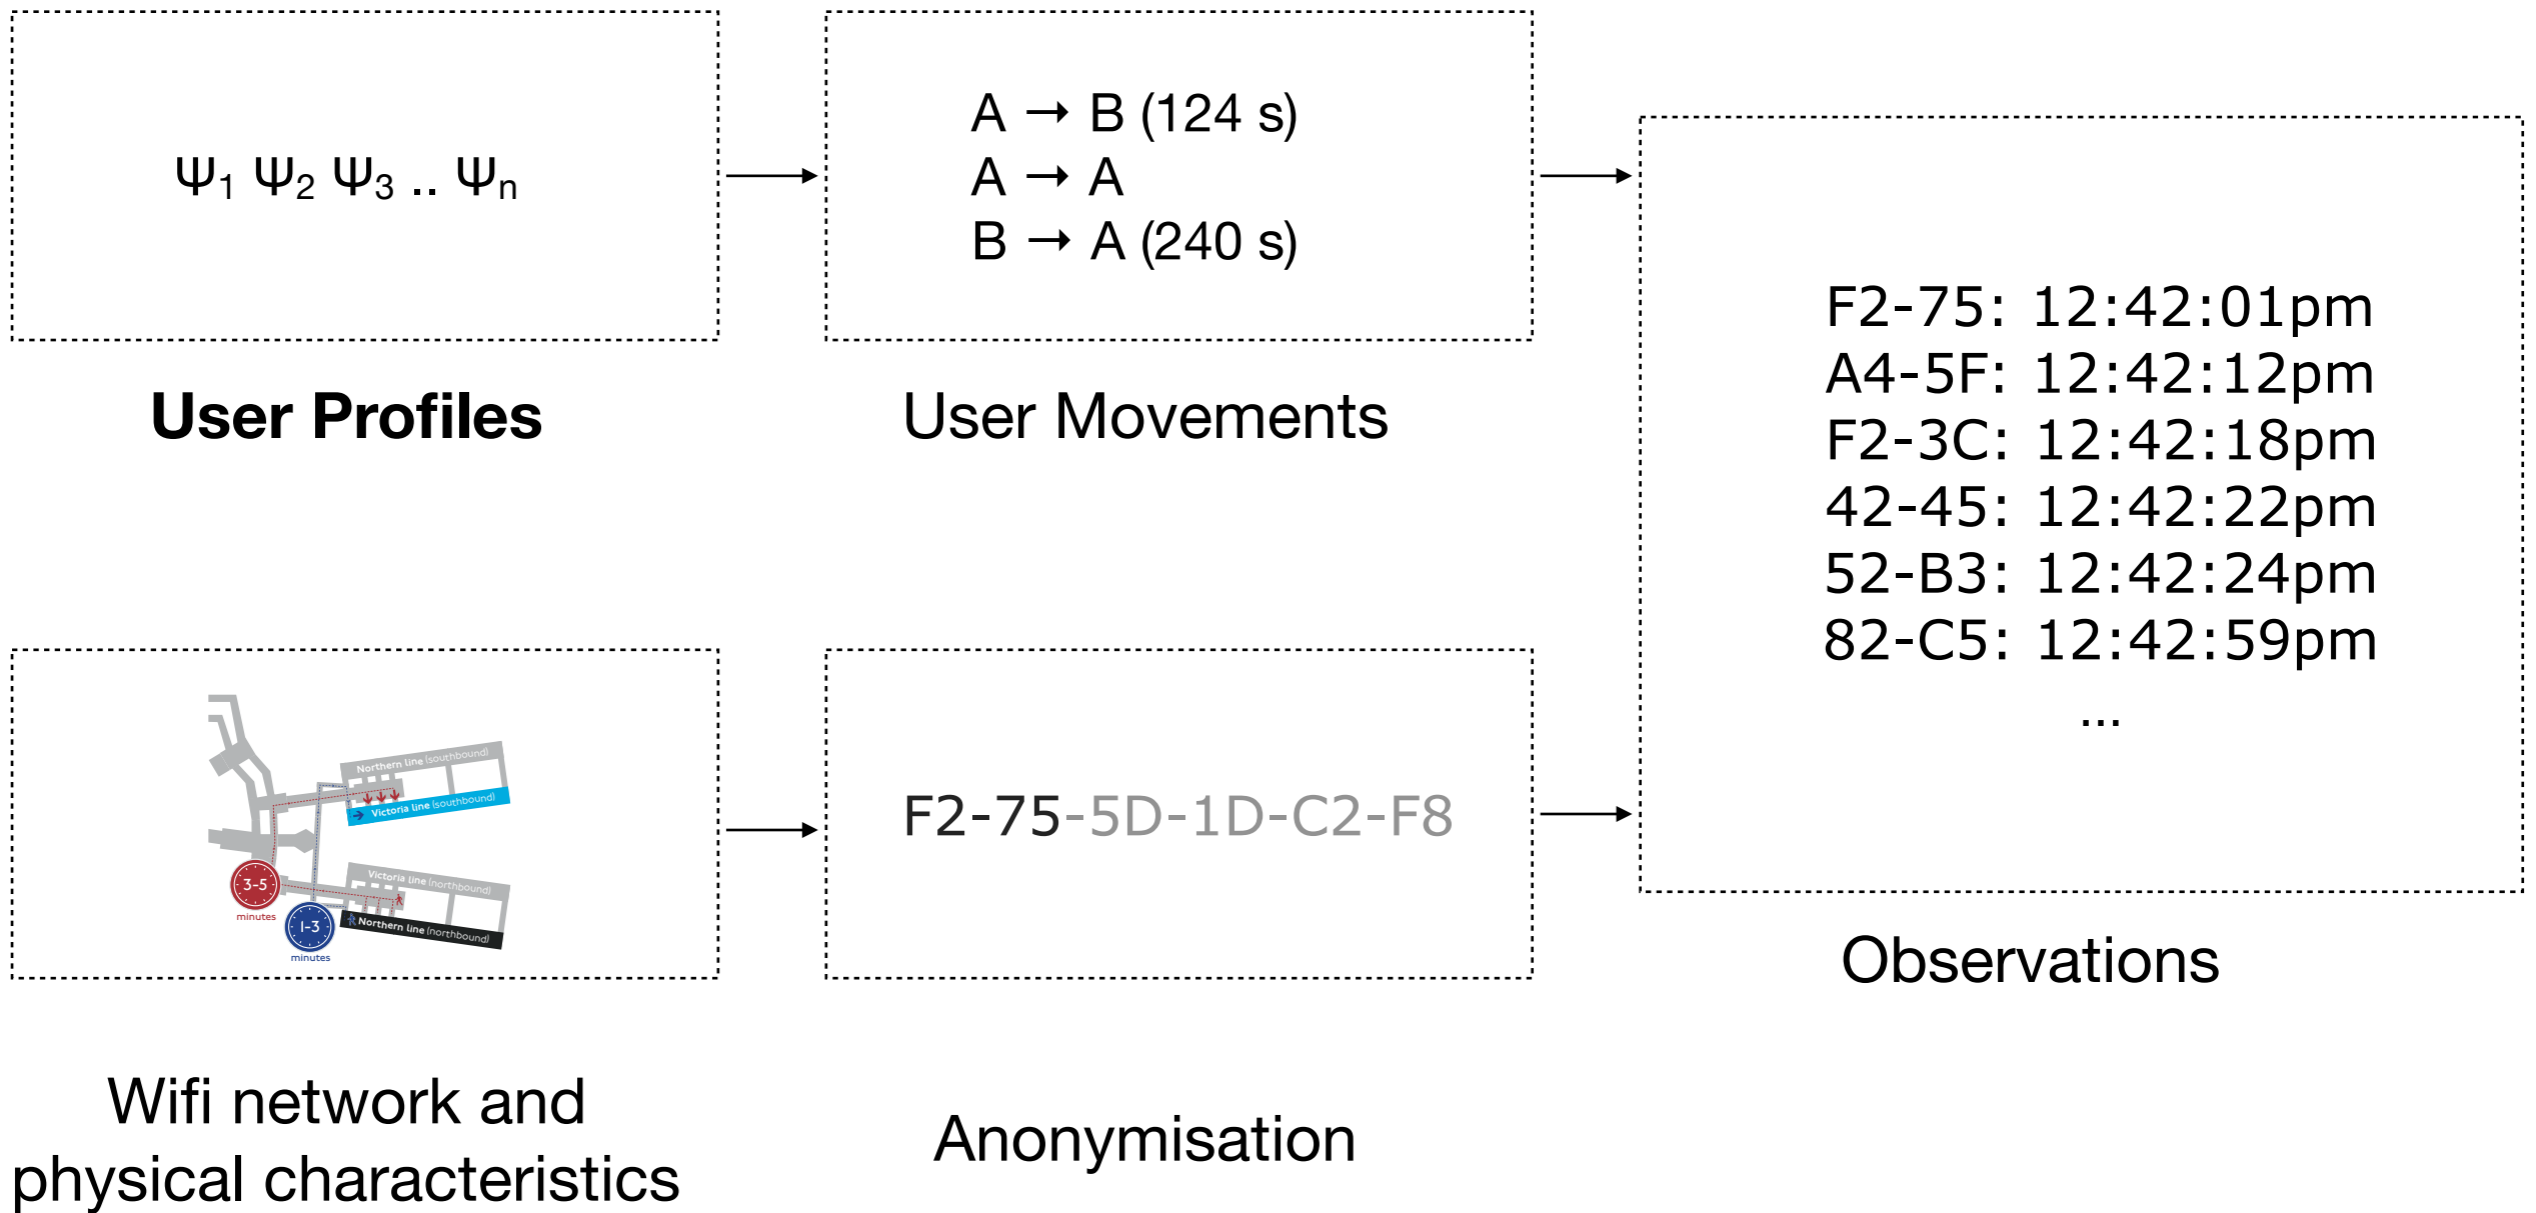 Ψ₁ Ψ₂ Ψ₃ .. Ψₙ
User Profiles
A → B (124 s)
A → A
B → A (240 s)
User Movements
F2-75: 12:42:01pm
A4-5F: 12:42:12pm
F2-3C: 12:42:18pm
42-45: 12:42:22pm
52-B3: 12:42:24pm
82-C5: 12:42:59pm
...
Observations
Northern line (southbound)
Victoria line (southbound)
3-5
minutes
1-3
minutes
Victoria line (northbound)
Northern line (northbound)
Wifi network and
physical characteristics
F2-75-5D-1D-C2-F8
Anonymisation